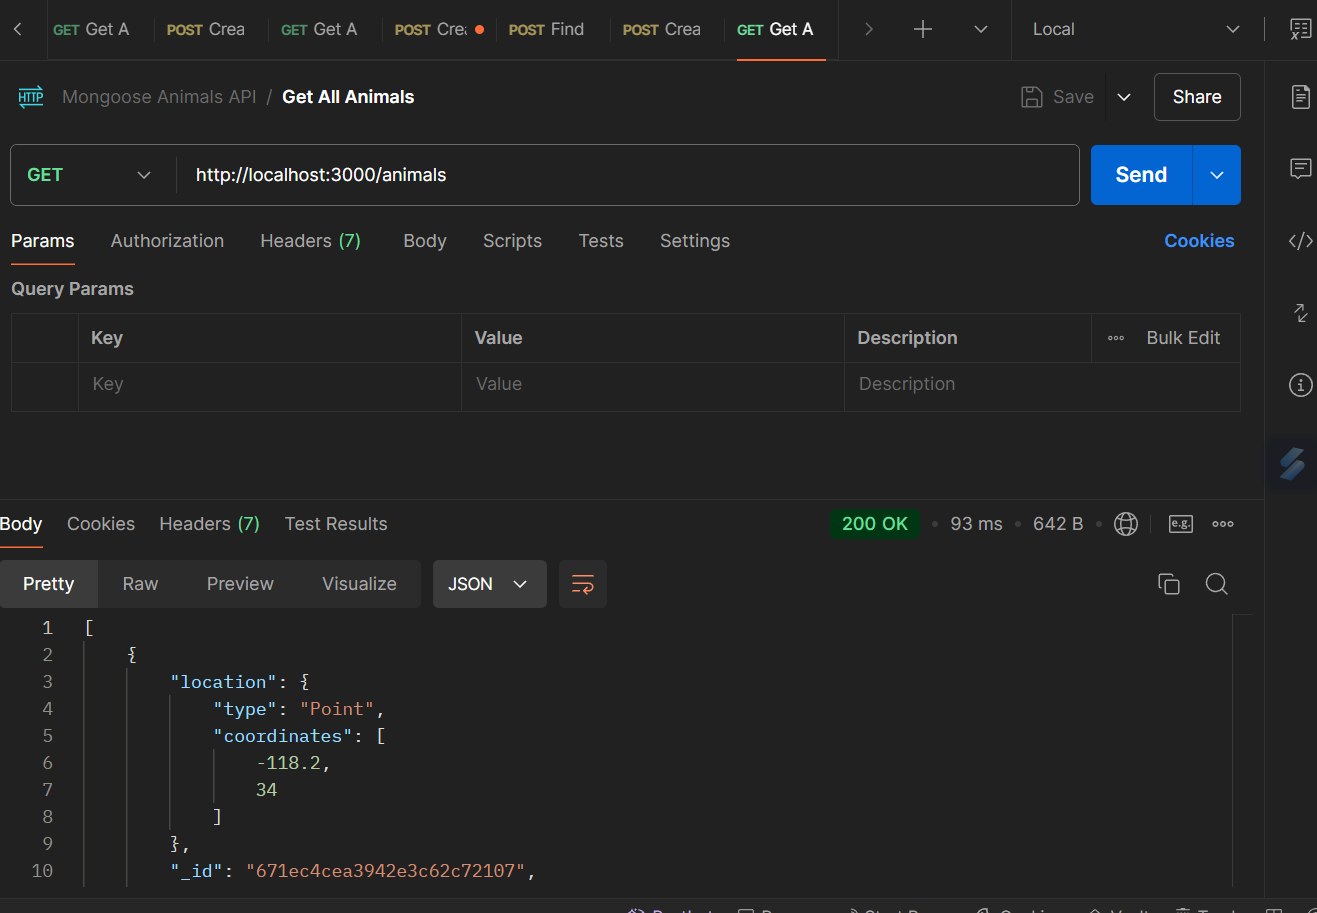 GET Get A POST Crea GET Get A POST Cre POST Find POST Crea GET Get A Local
HTTP Mongoose Animals API / Get All Animals Save Share
GET http://localhost:3000/animals Send
Params Authorization Headers (7) Body Scripts Tests Settings Cookies
Query Params
Key Value Description Bulk Edit
Key Value Description
Body Cookies Headers (7) Test Results 200 OK 93 ms 642 B e.g.
Pretty Raw Preview Visualize JSON
1 [
2 {
3 "location": {
4 "type": "Point",
5 "coordinates": [
6 -118.2,
7 34
8 ]
9 },
10 "_id": "671ec4cea3942e3c62c72107",